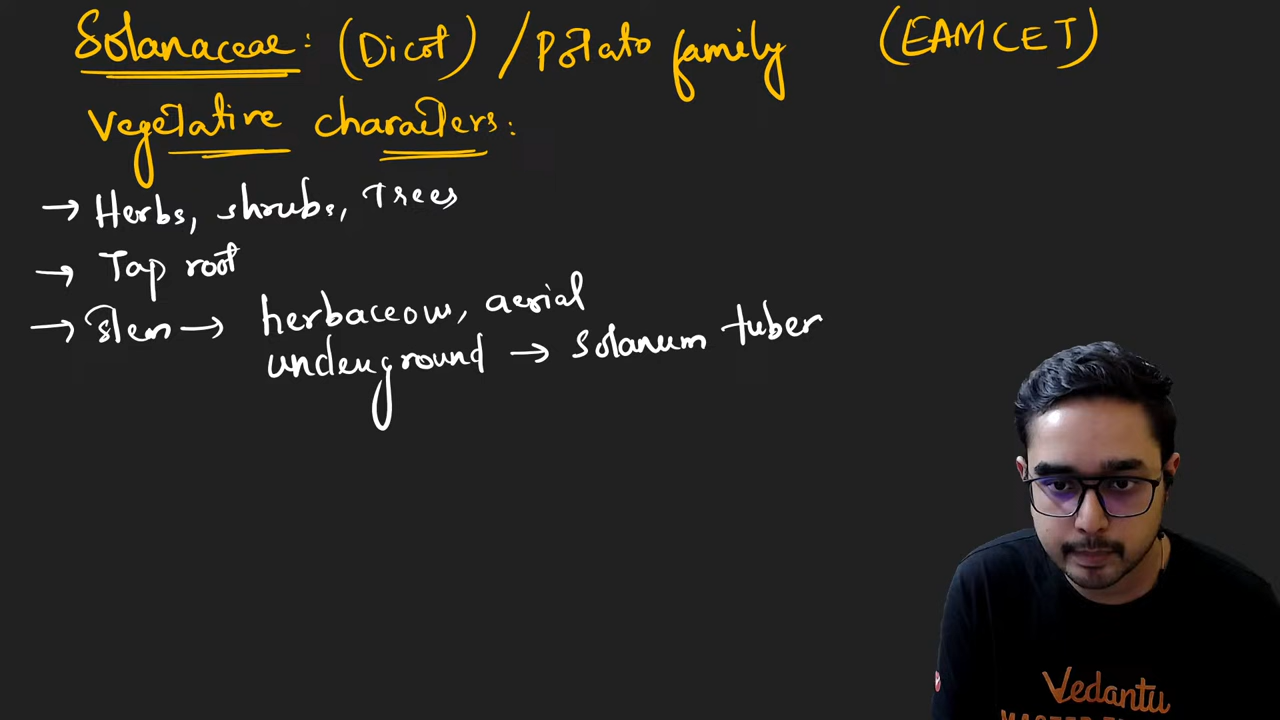 Solanaceae: (Dicot) / Potato family (EAMCET)
Vegetative characters:
→ Herbs, shrubs, Trees
→ Tap root
→ Stem → herbaceous, aerial
underground → Solanum tuber
Vedantu